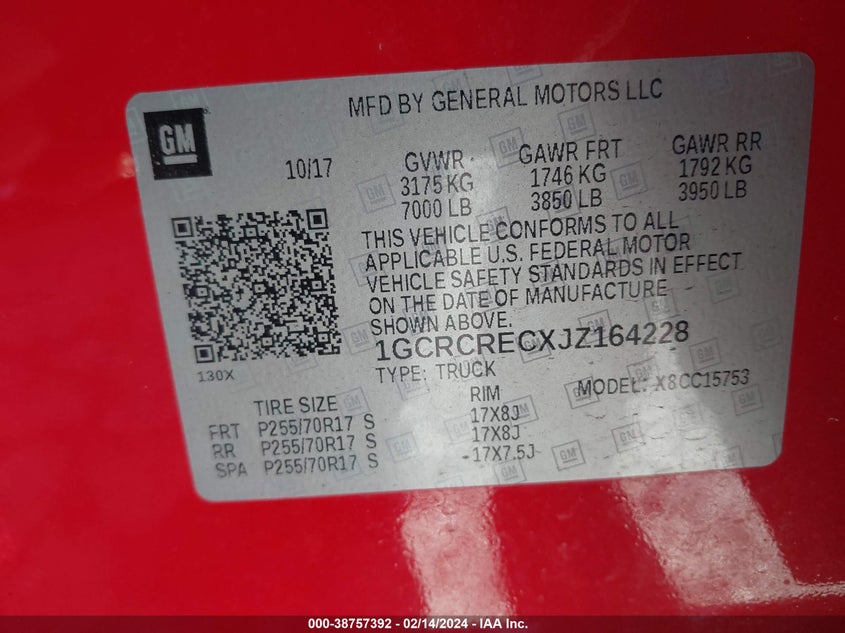 MFD BY GENERAL MOTORS LLC
GM
10/17
GVWR GAWR FRT GAWR RR
3175 KG 1746 KG 1792 KG
7000 LB 3850 LB 3950 LB
THIS VEHICLE CONFORMS TO ALL
APPLICABLE U.S. FEDERAL MOTOR
VEHICLE SAFETY STANDARDS IN EFFECT
ON THE DATE OF MANUFACTURE
SHOWN ABOVE.
1GCRCRECXJZ164228
130X
TYPE: TRUCK MODEL: X8CC15753
TIRE SIZE RIM
FRT P255/70R17 S 17X8J
RR P255/70R17 S 17X8J
SPA P255/70R17 S 17X7.5J
000-38757392 - 02/14/2024 - IAA Inc.